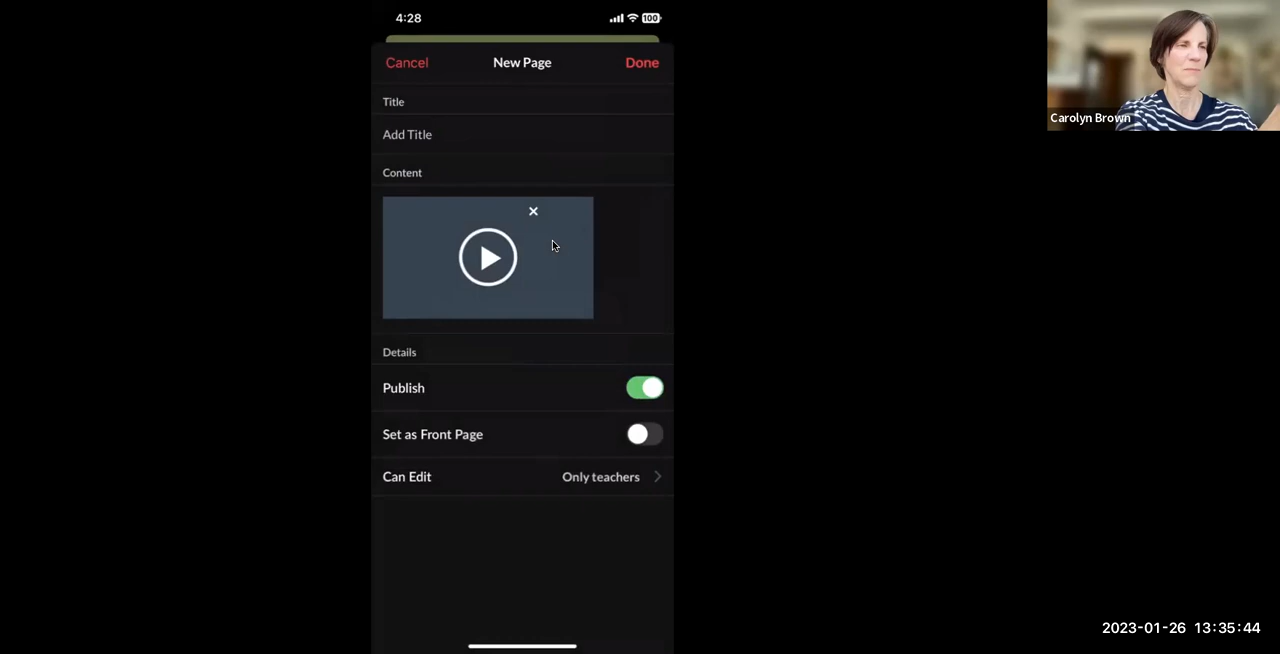 4:28
100
Cancel
New Page
Done
Title
Add Title
Content
Details
Publish
Set as Front Page
Can Edit
Only teachers
Carolyn Brown
2023-01-26 13:35:44